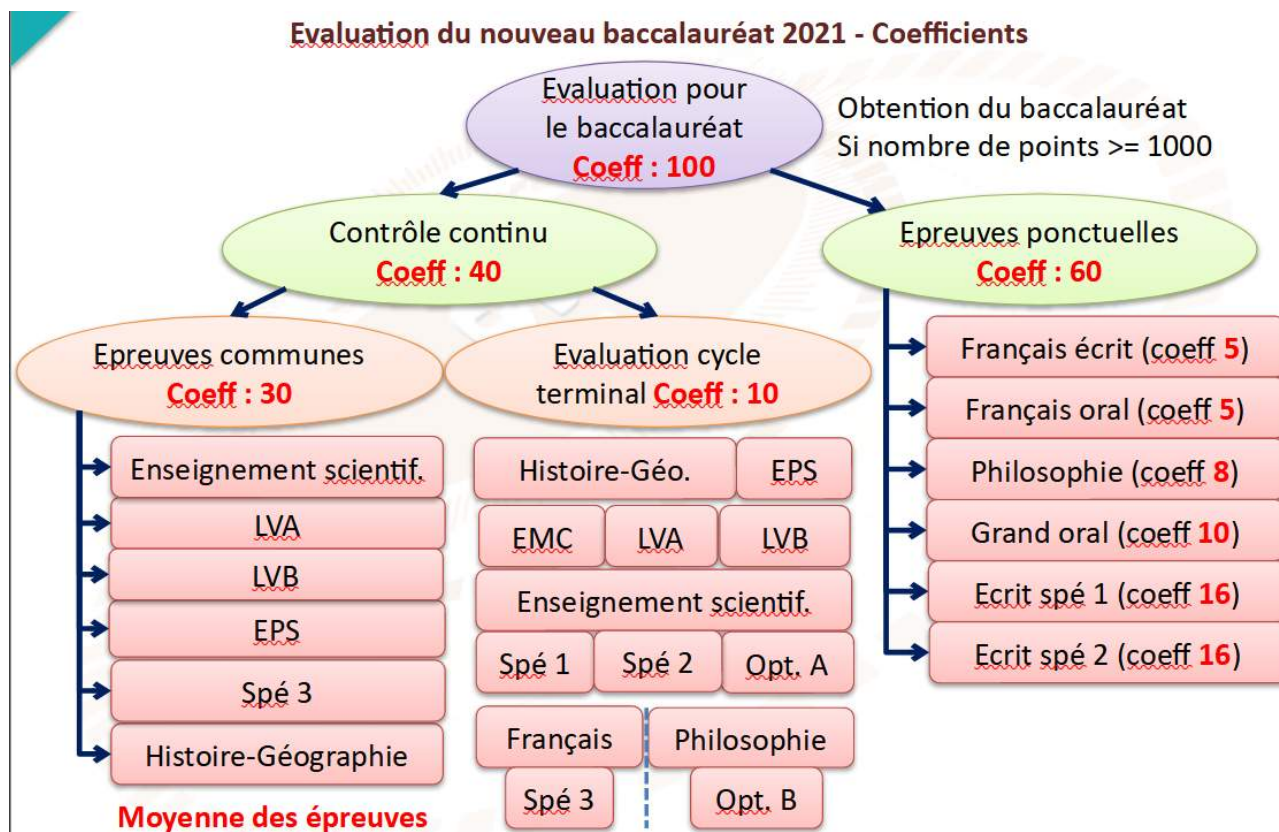 Evaluation du nouveau baccalauréat 2021 - Coefficients
Evaluation pour
le baccalauréat
Coeff : 100
Obtention du baccalauréat
Si nombre de points >= 1000
Contrôle continu
Coeff : 40
Epreuves ponctuelles
Coeff : 60
Epreuves communes
Coeff : 30
Evaluation cycle
terminal Coeff : 10
Enseignement scientif.
LVA
LVB
EPS
Spé 3
Histoire-Géographie
Moyenne des épreuves
Histoire-Géo.
EPS
EMC
LVA
LVB
Enseignement scientif.
Spé 1
Spé 2
Opt. A
Français
Philosophie
Spé 3
Opt. B
Français écrit (coeff 5)
Français oral (coeff 5)
Philosophie (coeff 8)
Grand oral (coeff 10)
Ecrit spé 1 (coeff 16)
Ecrit spé 2 (coeff 16)